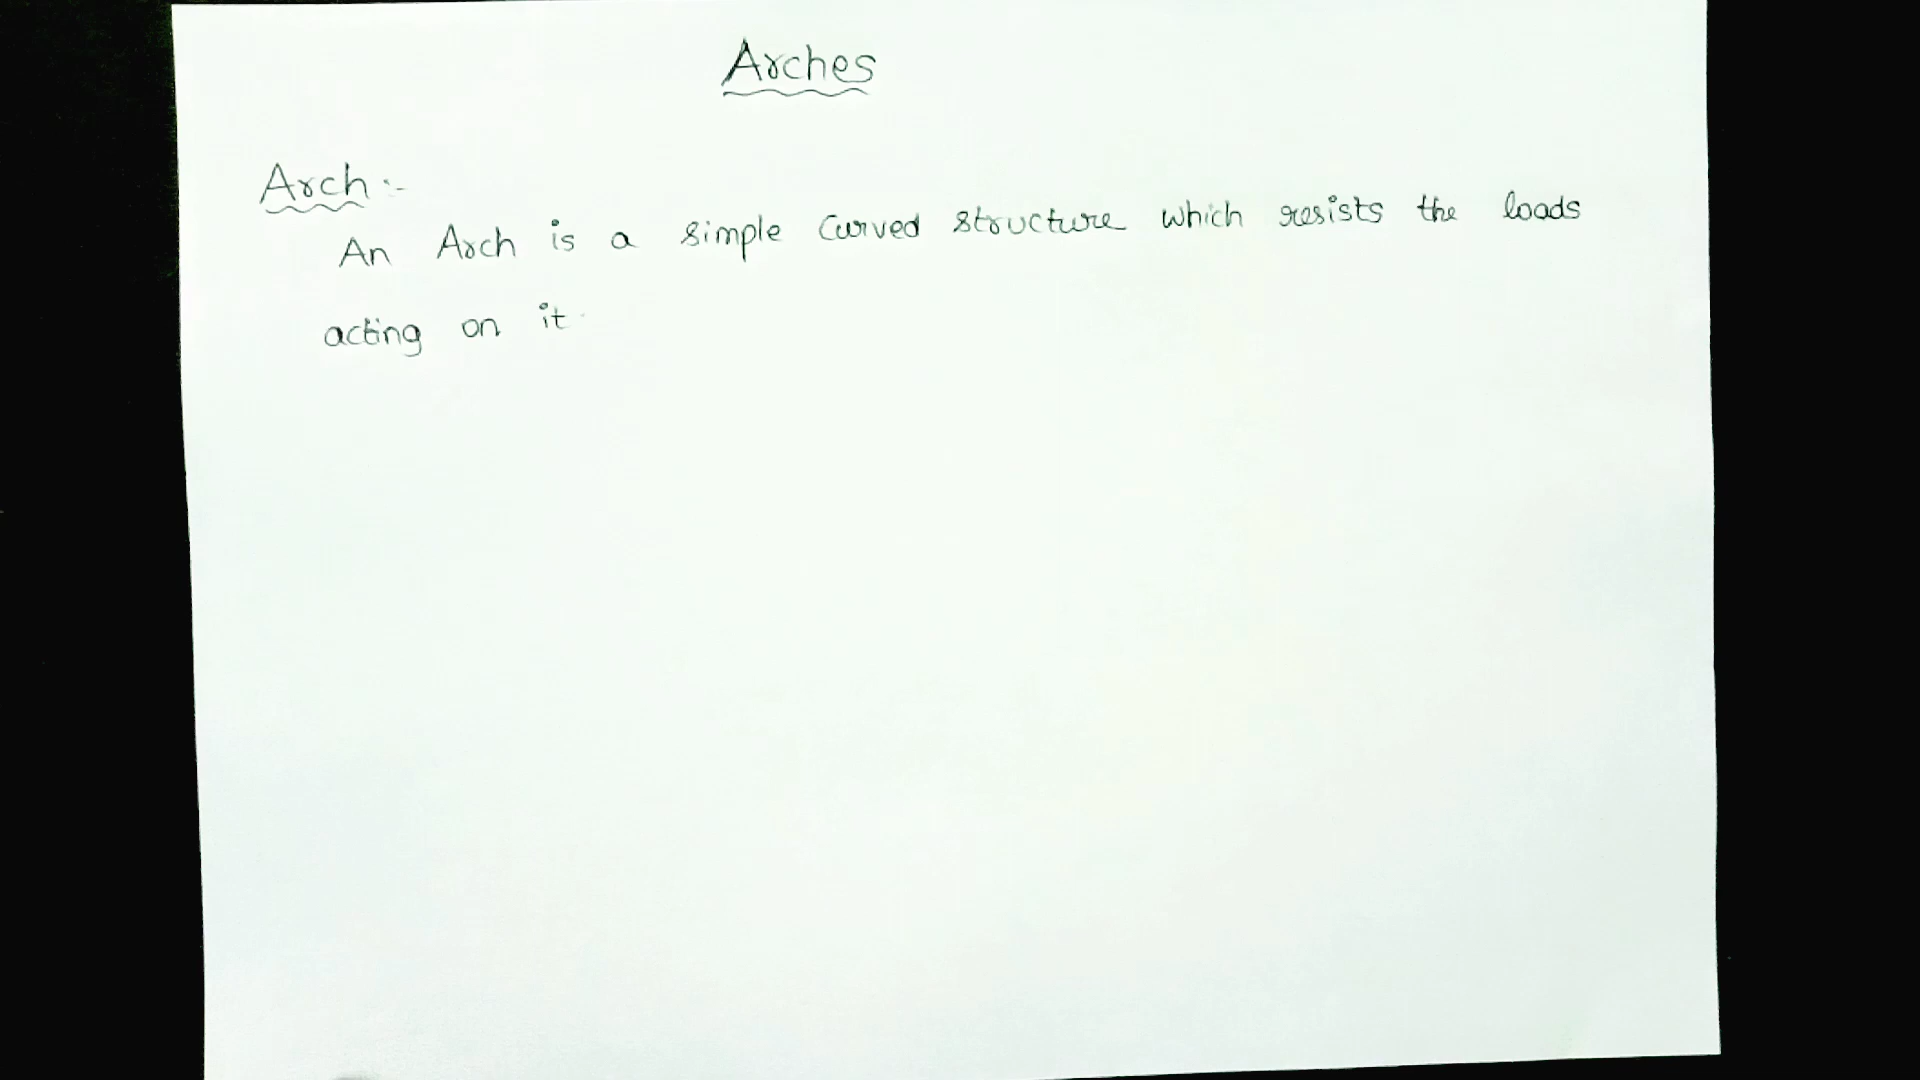 Arches
Arch :-
An Arch is a simple curved structure which resists the loads
acting on it.